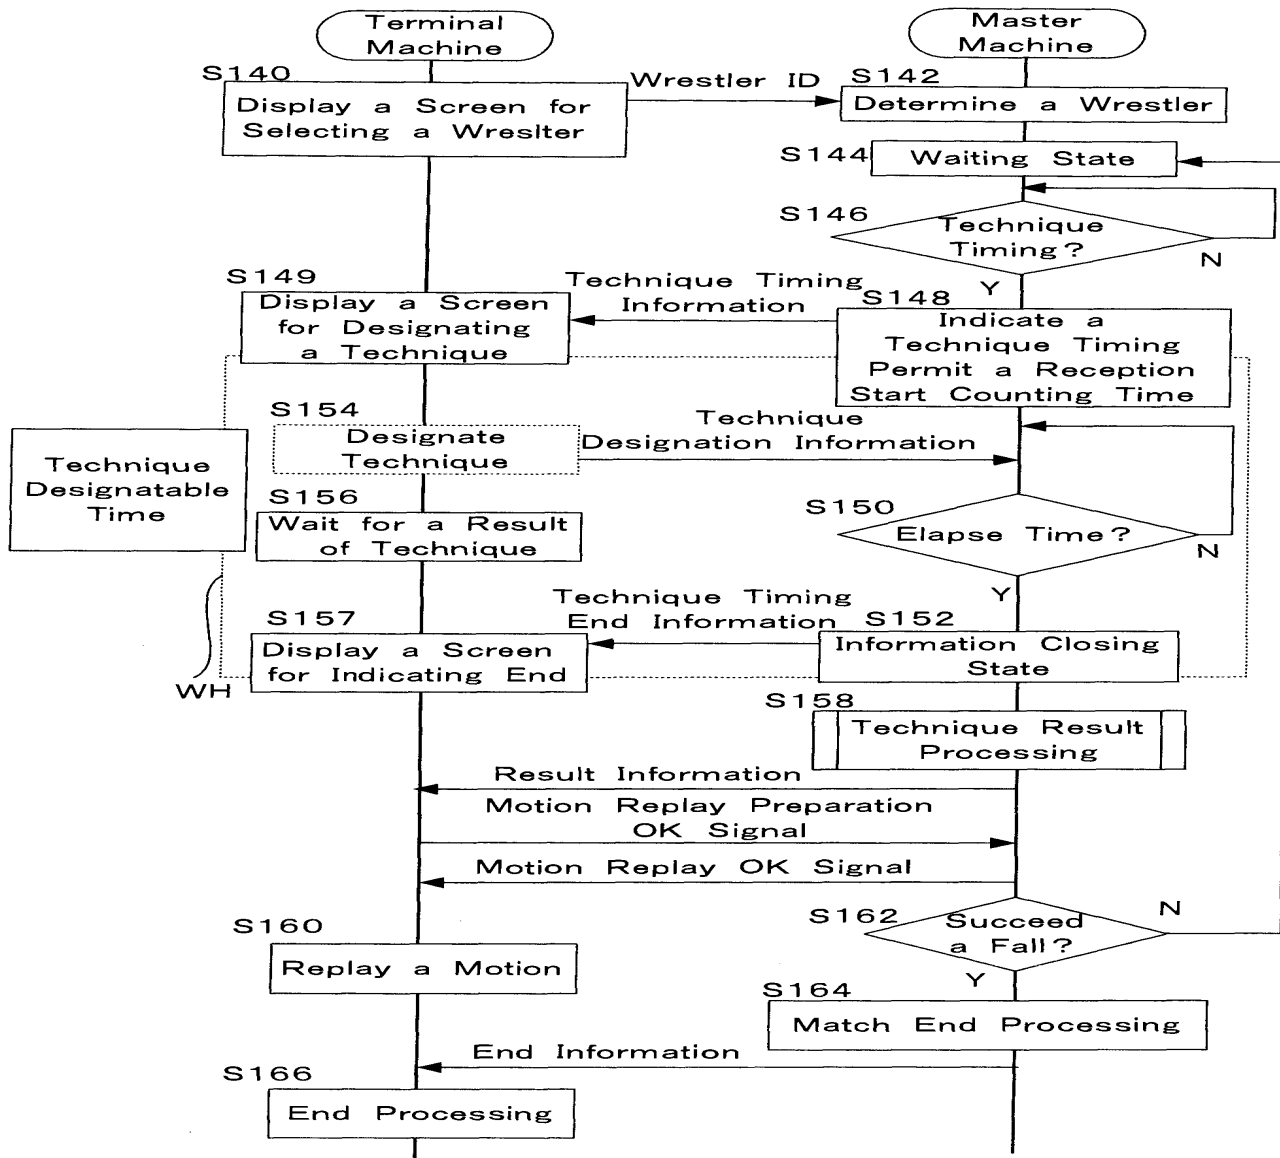 Terminal
Machine
Master
Machine
S140
Display a Screen for
Selecting a Wreslter
Wrestler ID
S142
Determine a Wrestler
S144
Waiting State
S146
Technique
Timing?
N
Y
S149
Display a Screen
for Designating
a Technique
Technique Timing
Information
S148
Indicate a
Technique Timing
Permit a Reception
Start Counting Time
S154
Designate
Technique
Technique
Designation Information
Technique
Designatable
Time
S156
Wait for a Result
of Technique
S150
Elapse Time?
N
Y
S157
Display a Screen
for Indicating End
Technique Timing
End Information
S152
Information Closing
State
WH
S158
Technique Result
Processing
Result Information
Motion Replay Preparation
OK Signal
Motion Replay OK Signal
S162
Succeed
a Fall?
N
Y
S160
Replay a Motion
S164
Match End Processing
End Information
S166
End Processing